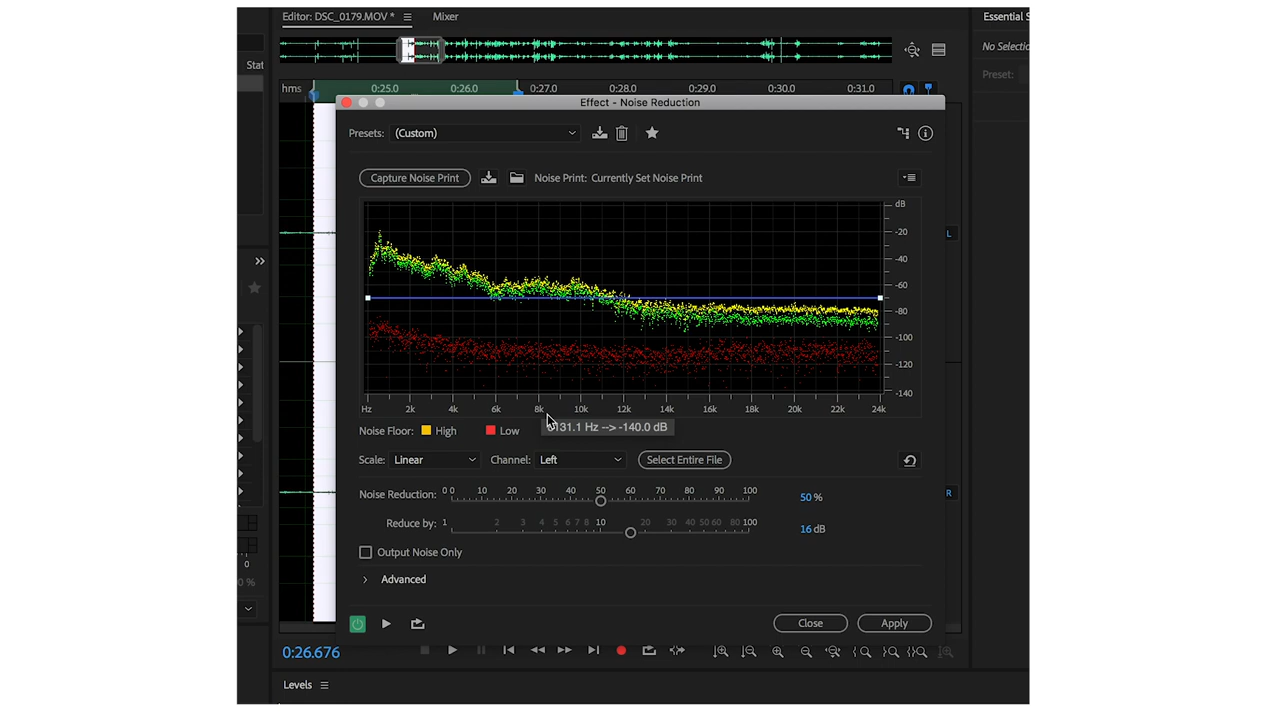 Editor: DSC_0179.MOV *
Mixer
Essential S
No Selectio
Stat
Preset:
hms 0:25.0 0:26.0 0:27.0 0:28.0 0:29.0 0:30.0 0:31.0
Effect - Noise Reduction
Presets: (Custom)
Capture Noise Print
Noise Print: Currently Set Noise Print
dB
-20
L
-40
-60
-80
-100
-120
-140
Hz 2k 4k 6k 8k 10k 12k 14k 16k 18k 20k 22k 24k
131.1 Hz --> -140.0 dB
Noise Floor: High Low
Scale: Linear Channel: Left Select Entire File
Noise Reduction: 0 0 10 20 30 40 50 60 70 80 90 100
50 %
R
Reduce by: 1 2 3 4 5 6 7 8 10 20 30 40 50 60 80 100
16 dB
Output Noise Only
0
Advanced
0 %
Close Apply
0:26.676
Levels